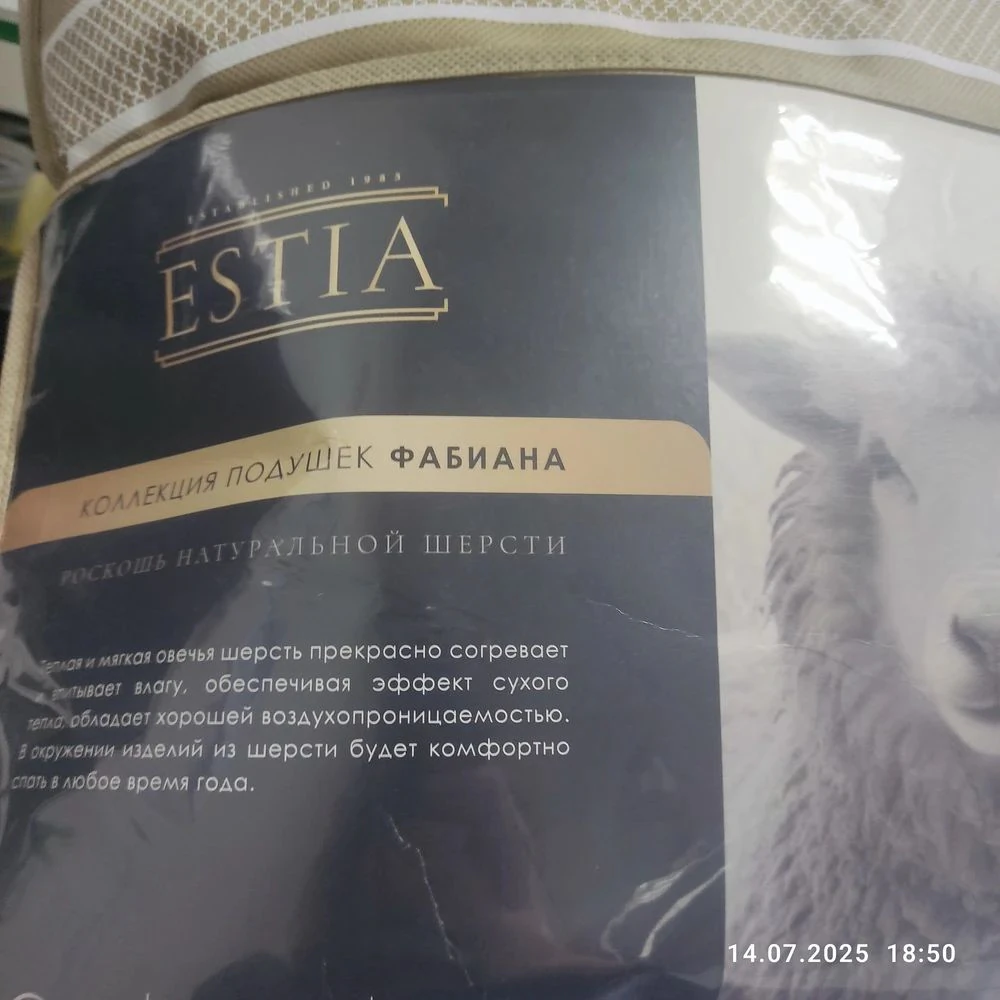 ESTABLISHED 1983
ESTIA
КОЛЛЕКЦИЯ ПОДУШЕК ФАБИАНА
РОСКОШЬ НАТУРАЛЬНОЙ ШЕРСТИ
Теплая и мягкая овечья шерсть прекрасно согревает
и впитывает влагу, обеспечивая эффект сухого
тепла, обладает хорошей воздухопроницаемостью.
В окружении изделий из шерсти будет комфортно
спать в любое время года.
14.07.2025 18:50